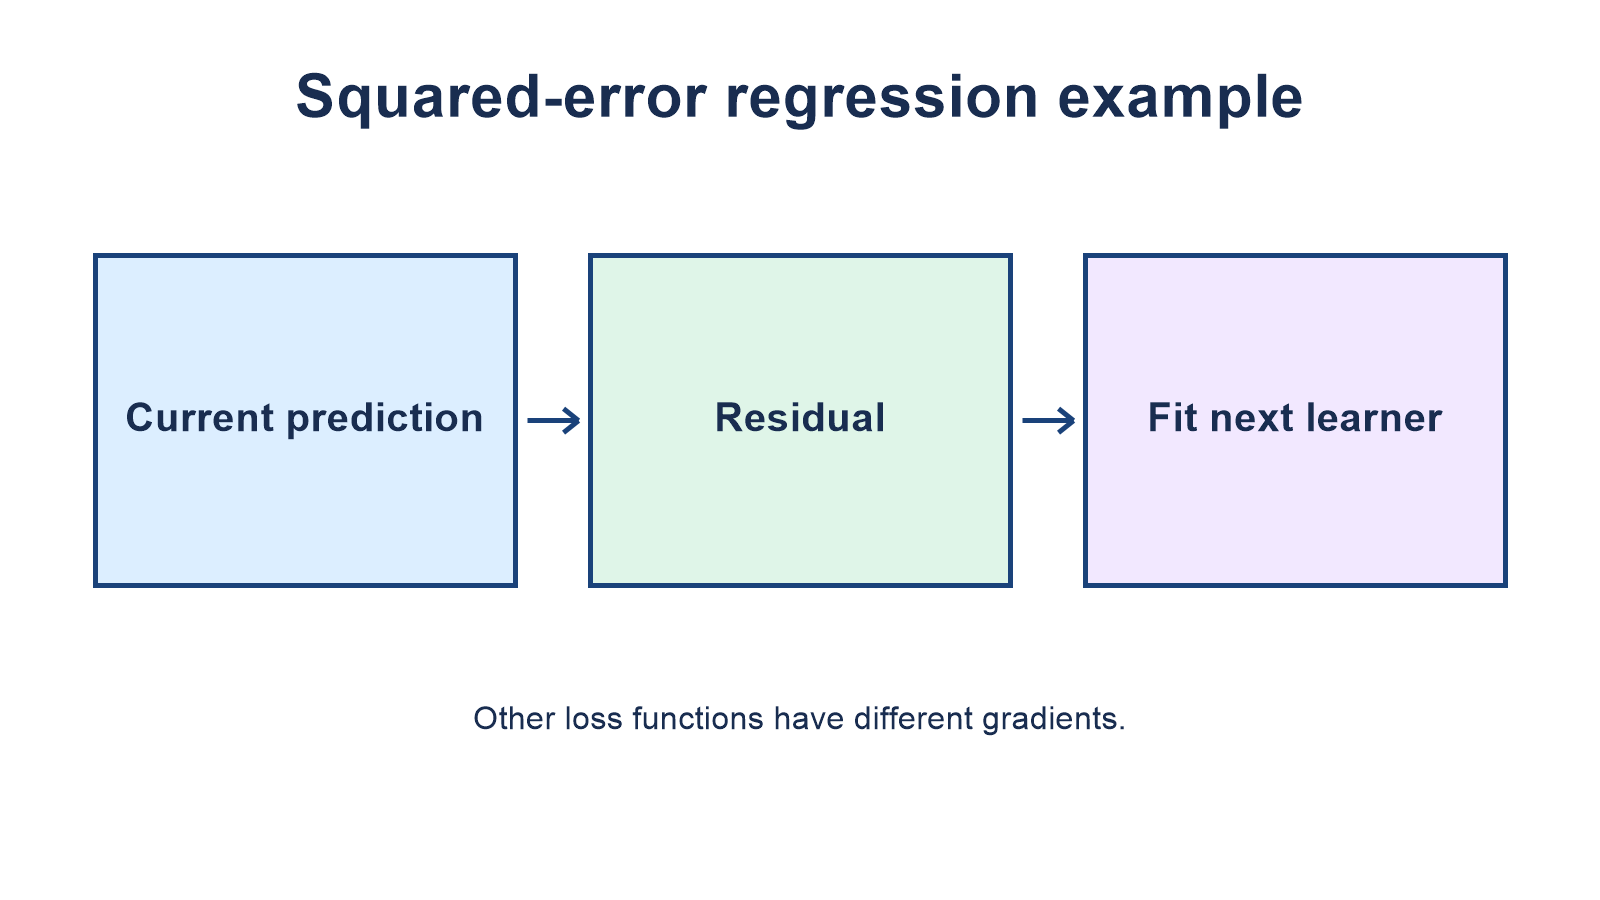 Squared-error regression example
Current prediction
Residual
Fit next learner
Other loss functions have different gradients.